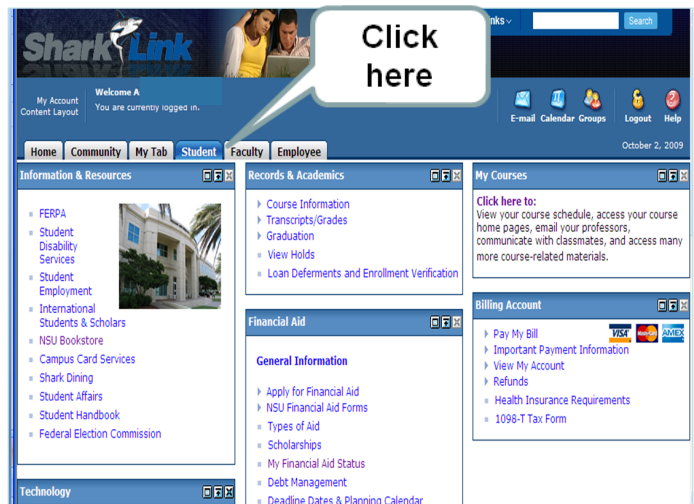 Shark Link
Click
here
nks
Search
My Account
Content Layout
Welcome A
You are currently logged in.
E-mail Calendar Groups Logout Help
Home Community My Tab Student Faculty Employee
October 2, 2009
Information & Resources
FERPA
Student
Disability
Services
Student
Employment
International
Students & Scholars
NSU Bookstore
Campus Card Services
Shark Dining
Student Affairs
Student Handbook
Federal Election Commission
Technology
Records & Academics
Course Information
Transcripts/Grades
Graduation
View Holds
Loan Deferments and Enrollment Verification
Financial Aid
General Information
Apply for Financial Aid
NSU Financial Aid Forms
Types of Aid
Scholarships
My Financial Aid Status
Debt Management
Deadline Dates & Planning Calendar
My Courses
Click here to:
View your course schedule, access your course
home pages, email your professors,
communicate with classmates, and access many
more course-related materials.
Billing Account
Pay My Bill
VISA MasterCard AMEX
Important Payment Information
View My Account
Refunds
Health Insurance Requirements
1098-T Tax Form